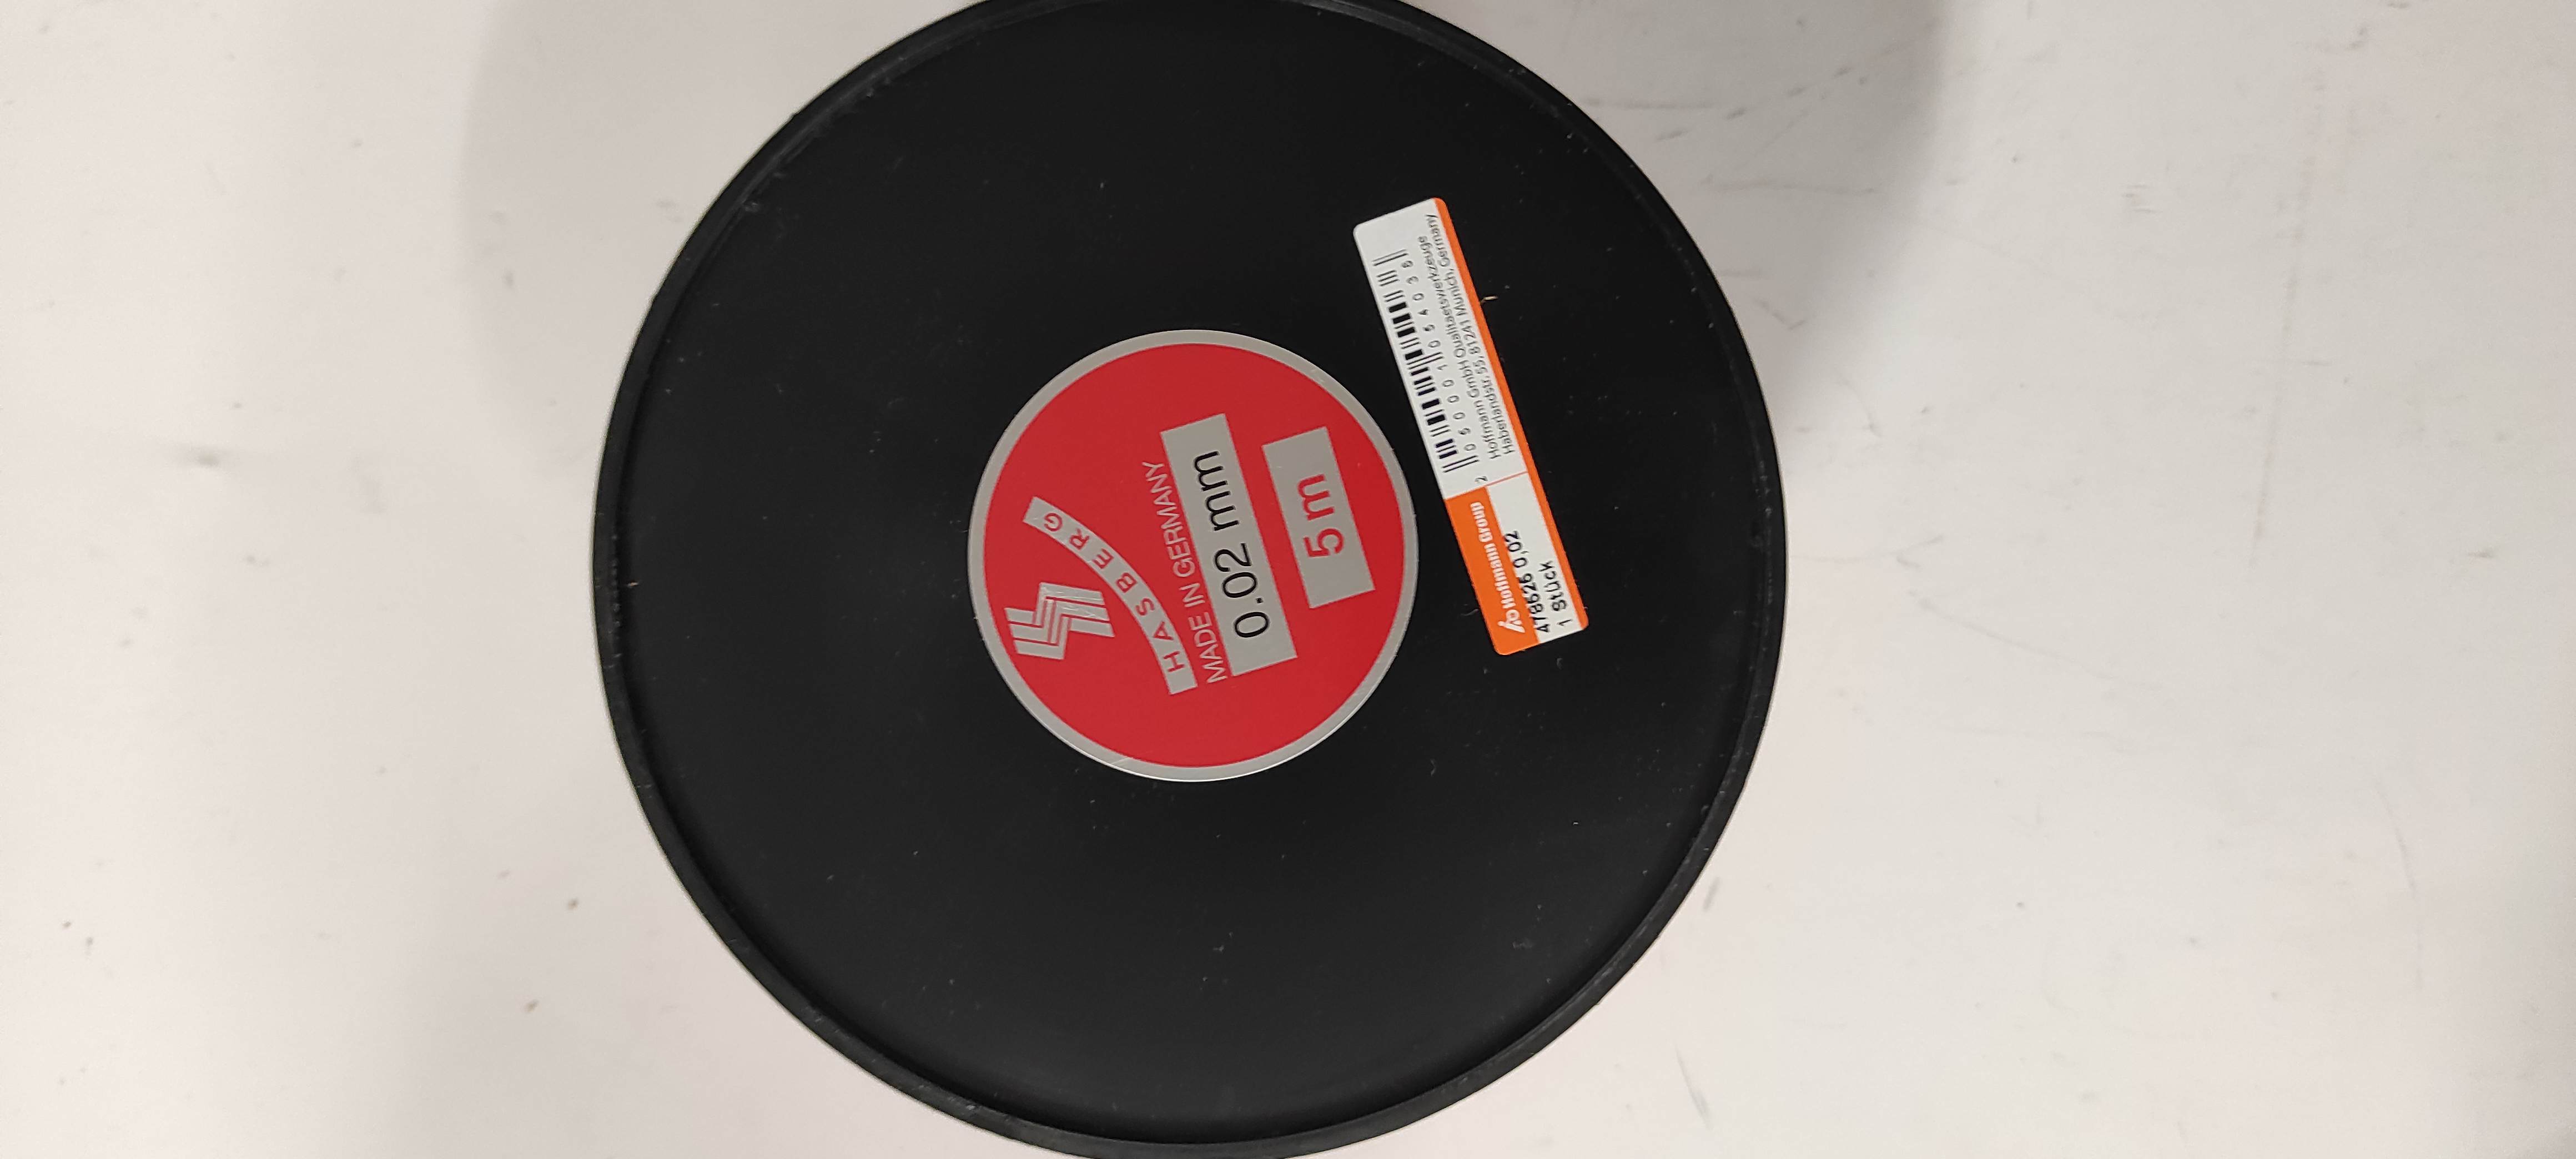 HASBERG
MADE IN GERMANY
0.02 mm
5 m
Hoffmann Group
478626 0,02
1 Stück
Hoffmann GmbH Qualitaetswerkzeuge
Haberlandstr. 55, 81241 Munich, Germany